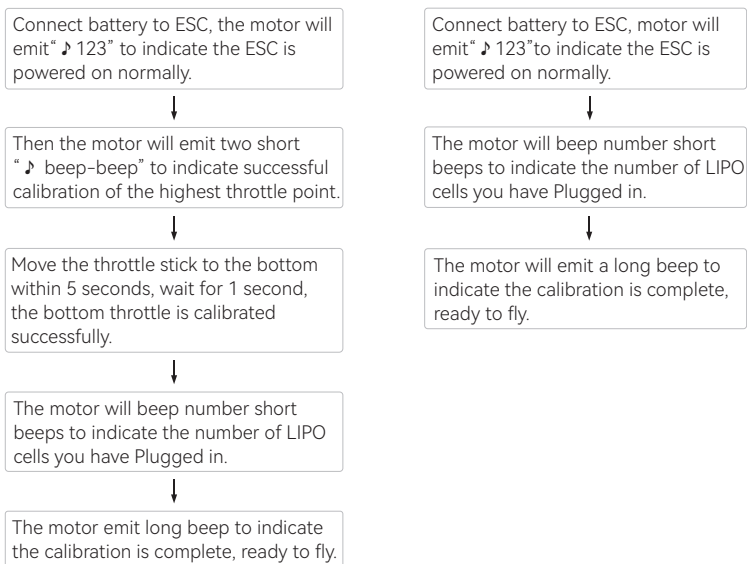 Connect battery to ESC, the motor will
emit“ ♪ 123” to indicate the ESC is
powered on normally.
Then the motor will emit two short
“ ♪ beep-beep” to indicate successful
calibration of the highest throttle point.
Move the throttle stick to the bottom
within 5 seconds, wait for 1 second,
the bottom throttle is calibrated
successfully.
The motor will beep number short
beeps to indicate the number of LIPO
cells you have Plugged in.
The motor emit long beep to indicate
the calibration is complete, ready to fly.
Connect battery to ESC, motor will
emit“ ♪ 123”to indicate the ESC is
powered on normally.
The motor will beep number short
beeps to indicate the number of LIPO
cells you have Plugged in.
The motor will emit a long beep to
indicate the calibration is complete,
ready to fly.